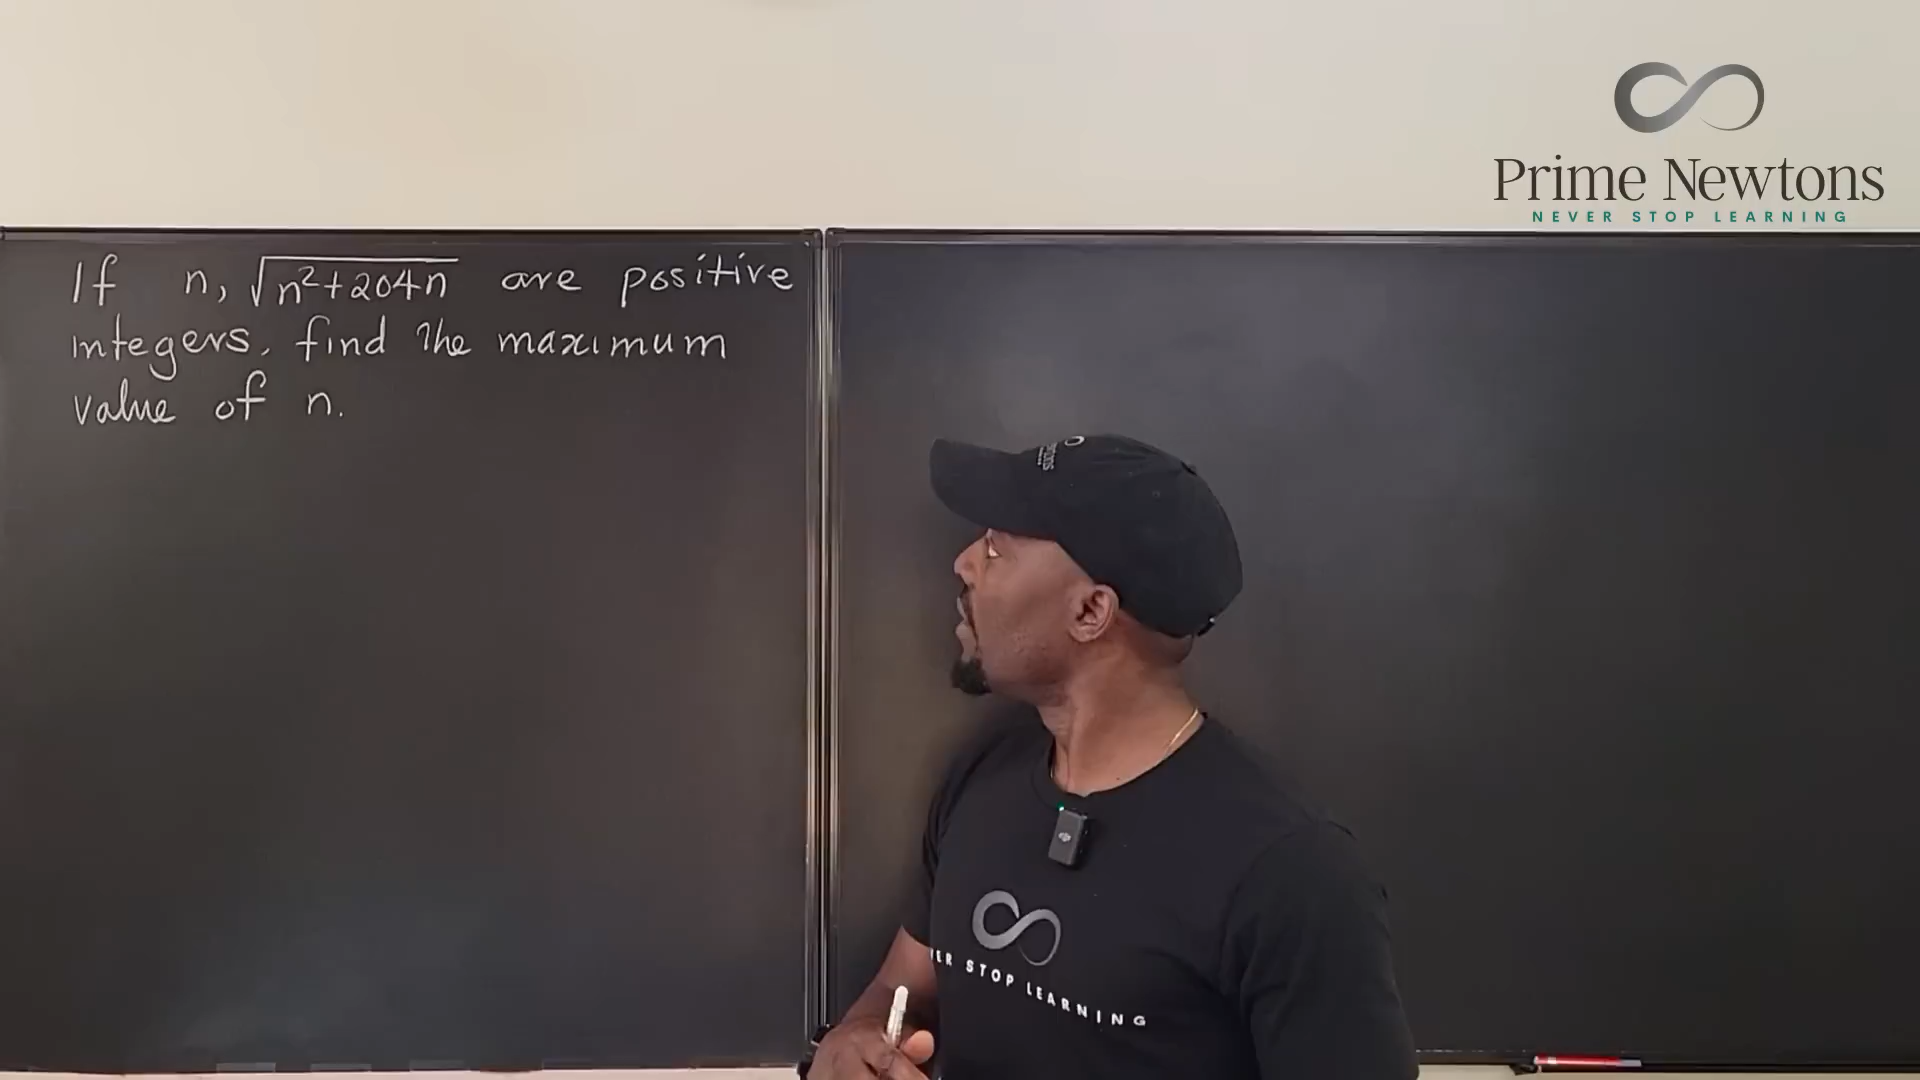 Prime Newtons
NEVER STOP LEARNING
If n, √(n²+204n) are positive
integers, find the maximum
value of n.
STOP LEARNING